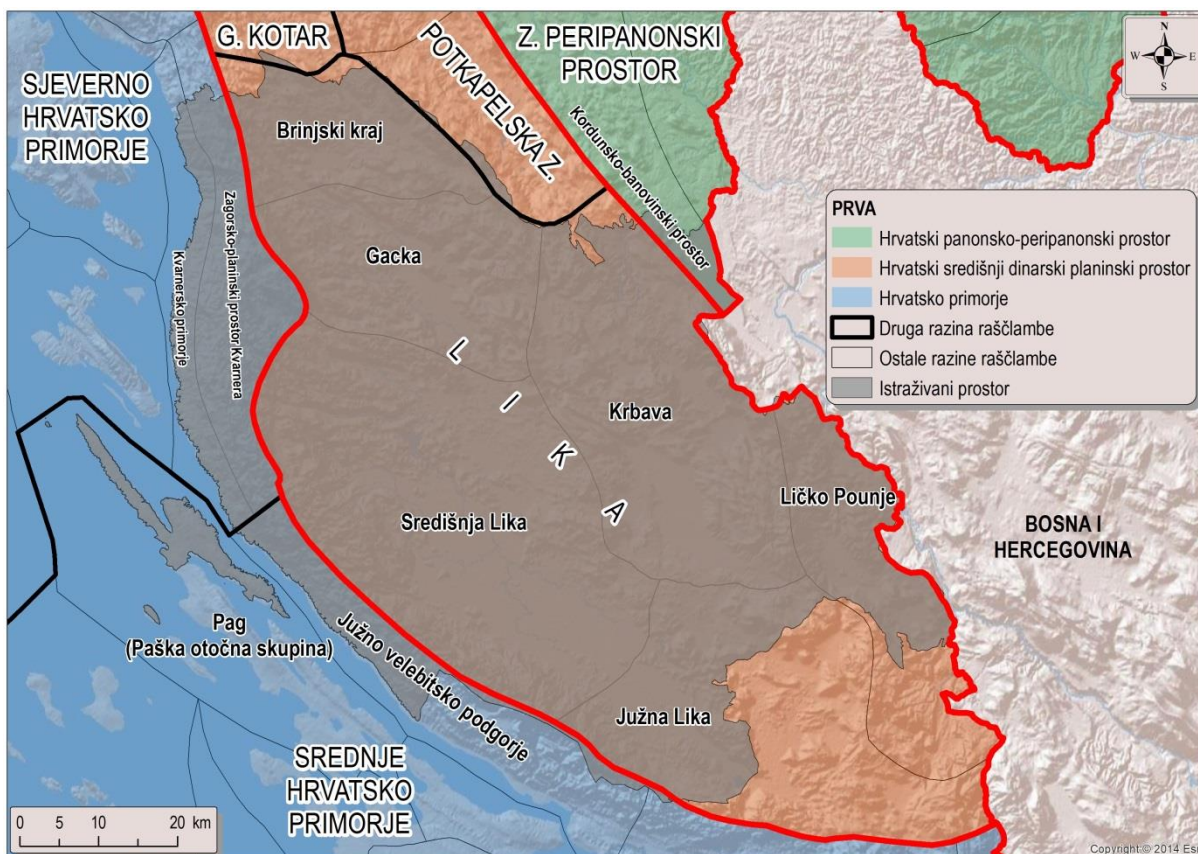 G. KOTAR
POTKAPELSKA Z.
Z. PERIPANONSKI
PROSTOR
N
W E
S
SJEVERNO
HRVATSKO
PRIMORJE
Brinjski kraj
Kordunsko-banovinski prostor
PRVA
Hrvatski panonsko-peripanonski prostor
Hrvatski središnji dinarski planinski prostor
Hrvatsko primorje
Druga razina raščlambe
Ostale razine raščlambe
Istraživani prostor
Kvarnersko primorje
Zagorsko-planinski prostor Kvarnera
Gacka
L I K A
Krbava
Središnja Lika
Ličko Pounje
BOSNA I
HERCEGOVINA
Pag
(Paška otočna skupina)
Južno velebitsko podgorje
Južna Lika
SREDNJE
HRVATSKO
PRIMORJE
0 5 10 20 km
Copyright:© 2014 Esri